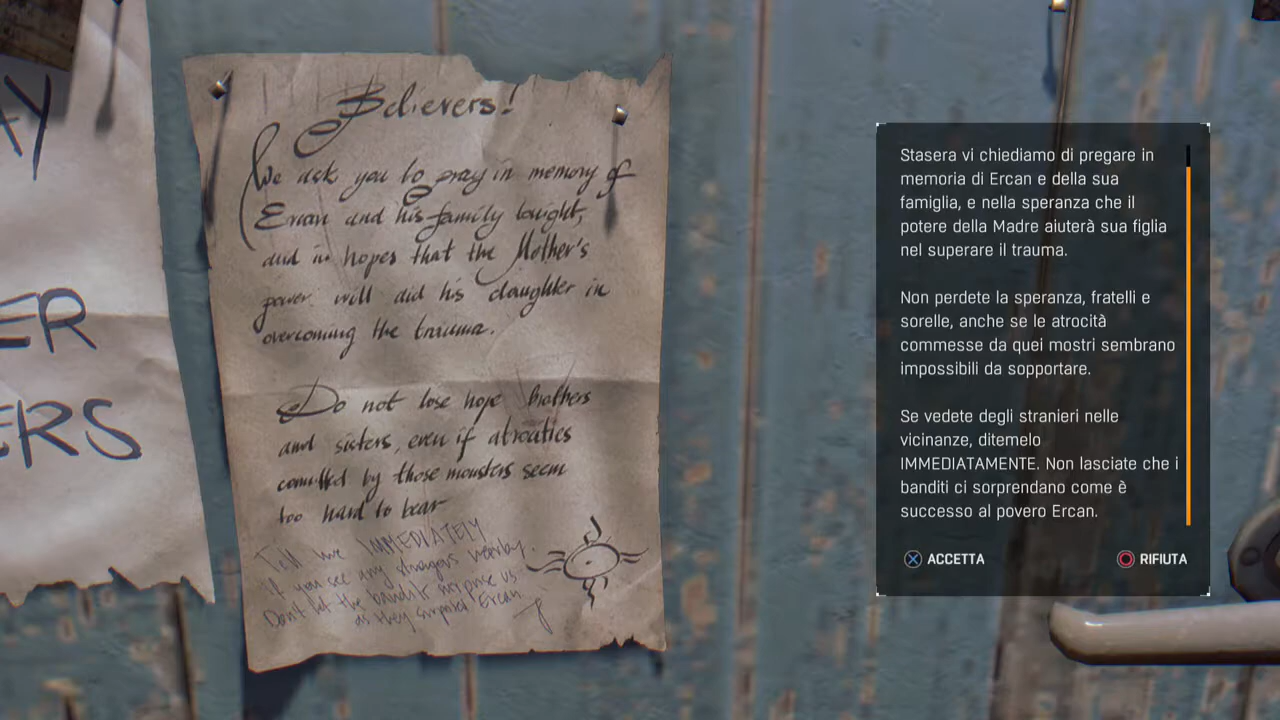 AY
ER
ERS
Believers!
We ask you to pray in memory of
Ercan and his family tonight,
and in hopes that the Mother's
power will aid his daughter in
overcoming the trauma.
Do not lose hope Brothers
and sisters, even if atrocities
committed by those monsters seem
too hard to bear
Tell me IMMEDIATELY
if you see any strangers nearby.
Don't let the bandits surprise us
as they surprised Ercan
Stasera vi chiediamo di pregare in
memoria di Ercan e della sua
famiglia, e nella speranza che il
potere della Madre aiuterà sua figlia
nel superare il trauma.
Non perdete la speranza, fratelli e
sorelle, anche se le atrocità
commesse da quei mostri sembrano
impossibili da sopportare.
Se vedete degli stranieri nelle
vicinanze, ditemelo
IMMEDIATAMENTE. Non lasciate che i
banditi ci sorprendano come è
successo al povero Ercan.
ACCETTA
RIFIUTA